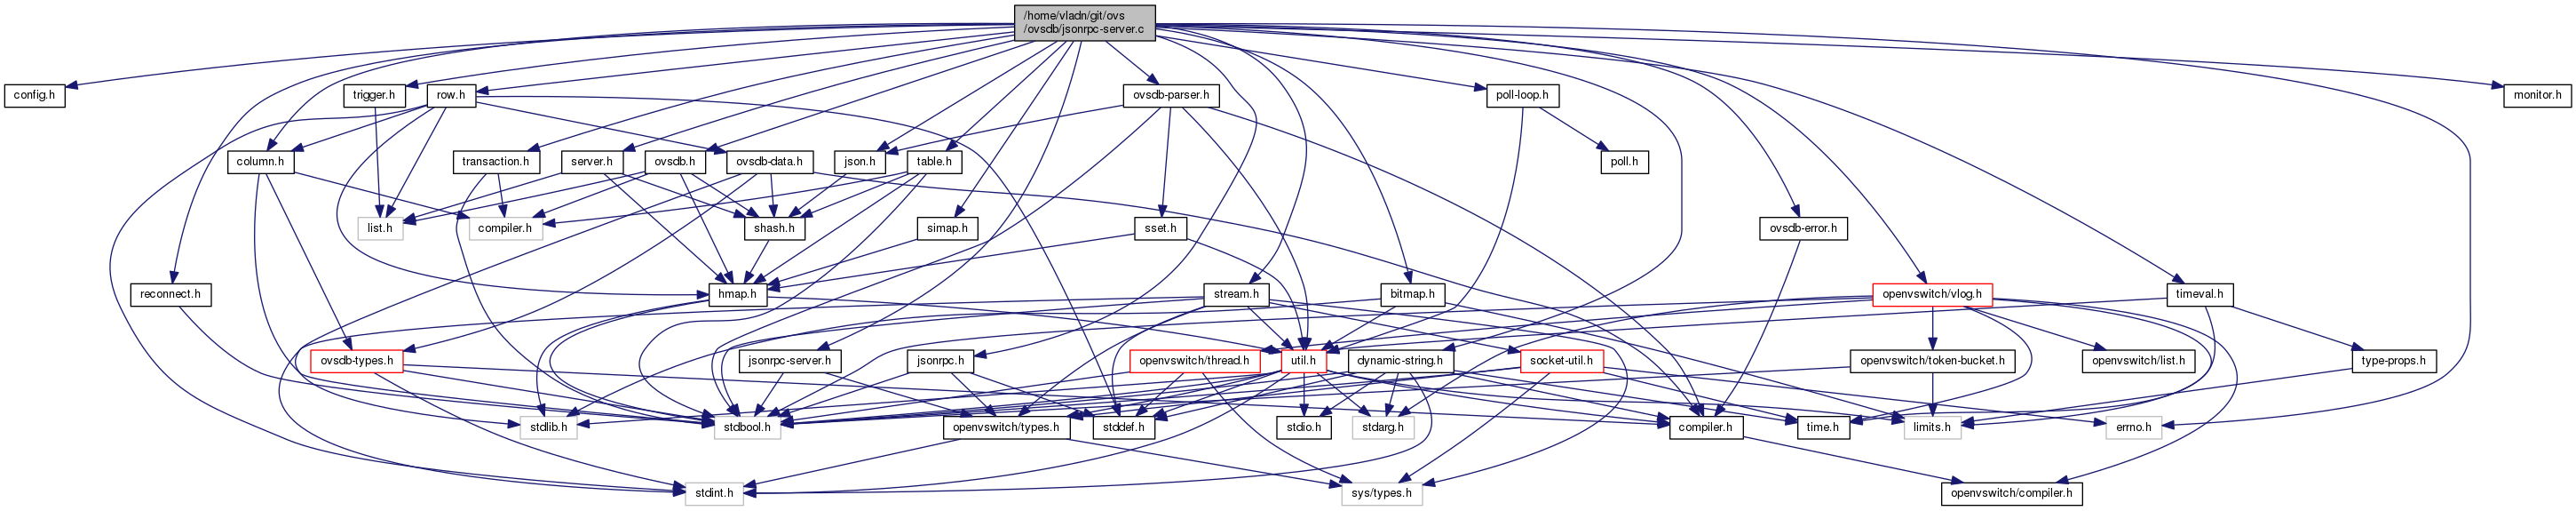 /home/vladn/git/ovs
/ovsdb/jsonrpc-server.c
config.h
trigger.h
row.h
ovsdb-parser.h
poll-loop.h
monitor.h
column.h
transaction.h
server.h
ovsdb.h
ovsdb-data.h
json.h
table.h
poll.h
list.h
compiler.h
shash.h
simap.h
sset.h
ovsdb-error.h
reconnect.h
hmap.h
stream.h
bitmap.h
openvswitch/vlog.h
timeval.h
ovsdb-types.h
jsonrpc-server.h
jsonrpc.h
openvswitch/thread.h
util.h
dynamic-string.h
socket-util.h
openvswitch/token-bucket.h
openvswitch/list.h
type-props.h
stdlib.h
stdbool.h
openvswitch/types.h
stddef.h
stdio.h
stdarg.h
compiler.h
time.h
limits.h
errno.h
stdint.h
sys/types.h
openvswitch/compiler.h